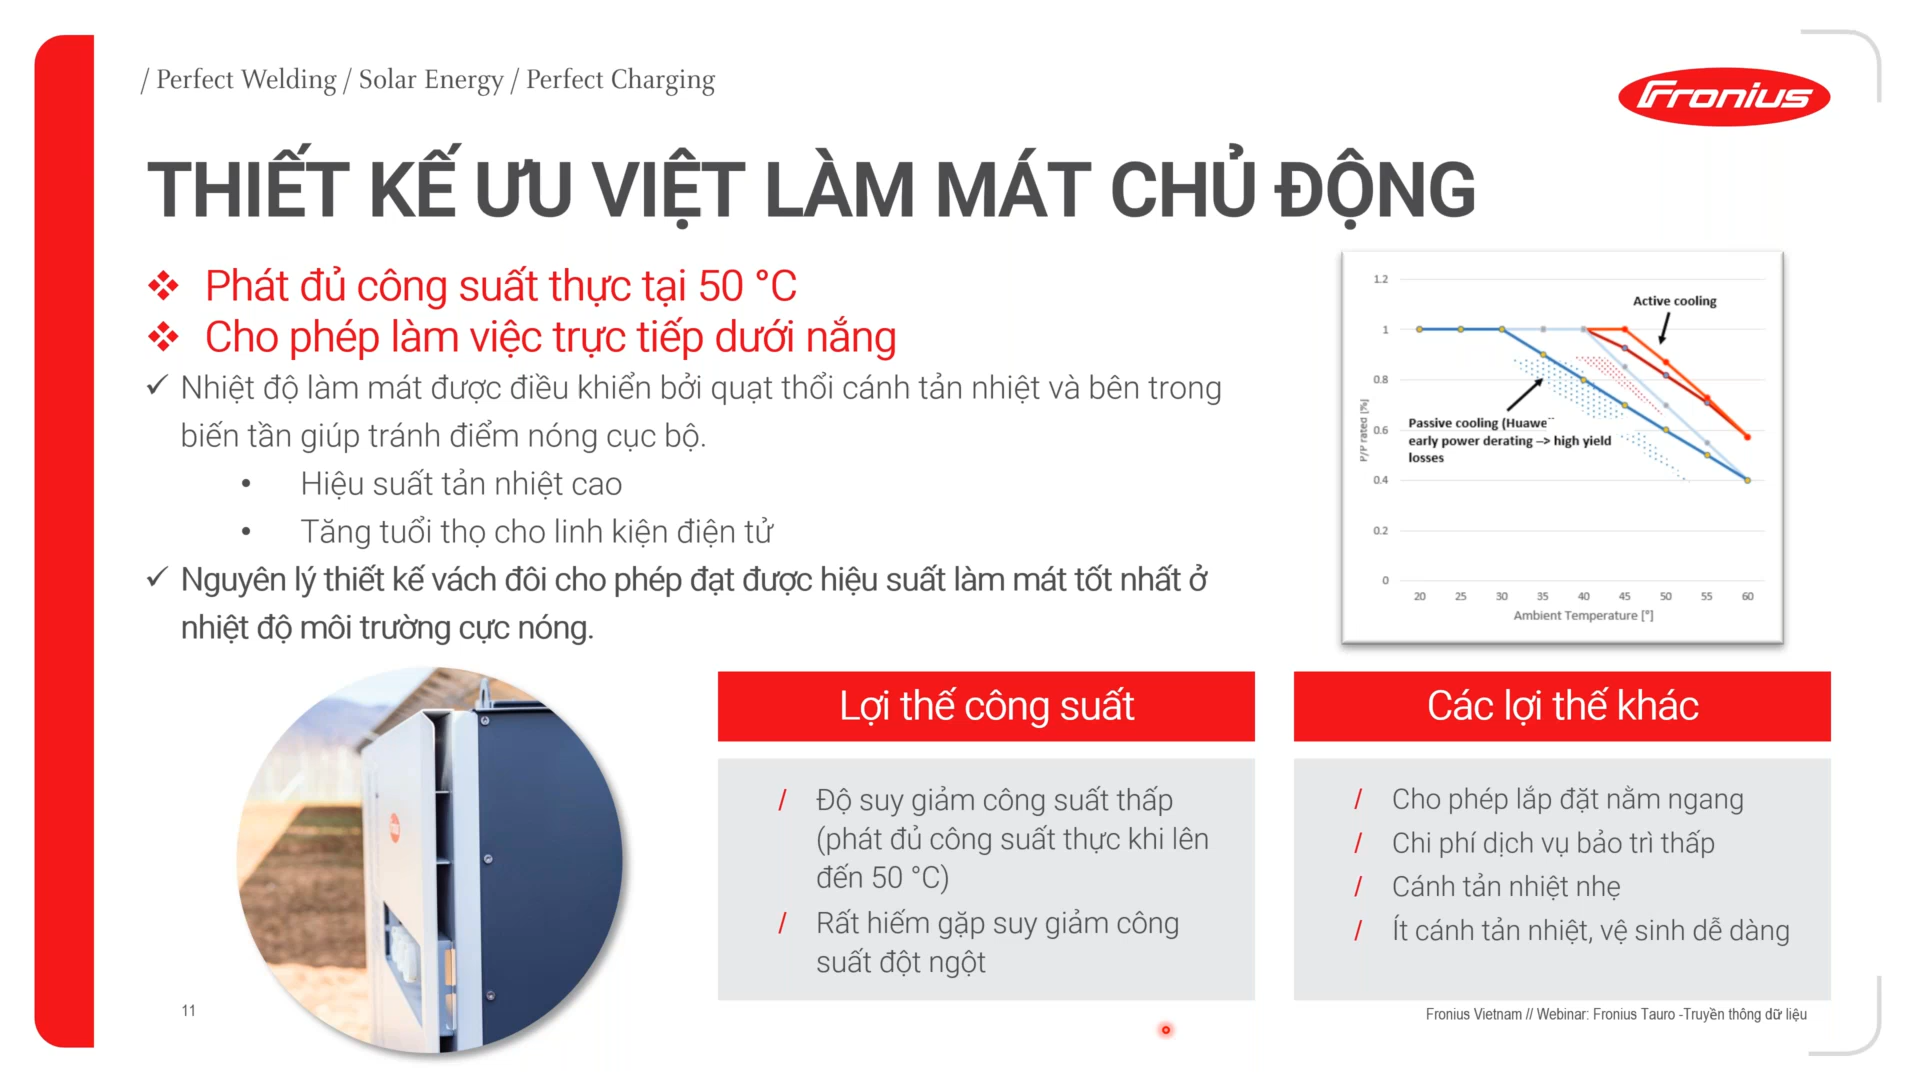 / Perfect Welding / Solar Energy / Perfect Charging
Fronius
THIẾT KẾ ƯU VIỆT LÀM MÁT CHỦ ĐỘNG
❖ Phát đủ công suất thực tại 50 °C
❖ Cho phép làm việc trực tiếp dưới nắng
✓ Nhiệt độ làm mát được điều khiển bởi quạt thổi cánh tản nhiệt và bên trong
biến tần giúp tránh điểm nóng cục bộ.
• Hiệu suất tản nhiệt cao
• Tăng tuổi thọ cho linh kiện điện tử
✓ Nguyên lý thiết kế vách đôi cho phép đạt được hiệu suất làm mát tốt nhất ở
nhiệt độ môi trường cực nóng.
1.2
Active cooling
1
0.8
Passive cooling (Huawe
0.6
early power derating –> high yield
losses
P/P rated [%]
0.4
0.2
0
20 25 30 35 40 45 50 55 60
Ambient Temperature [°]
Lợi thế công suất
/ Độ suy giảm công suất thấp
(phát đủ công suất thực khi lên
đến 50 °C)
/ Rất hiếm gặp suy giảm công
suất đột ngột
Các lợi thế khác
/ Cho phép lắp đặt nằm ngang
/ Chi phí dịch vụ bảo trì thấp
/ Cánh tản nhiệt nhẹ
/ Ít cánh tản nhiệt, vệ sinh dễ dàng
11
Fronius Vietnam // Webinar: Fronius Tauro -Truyền thông dữ liệu